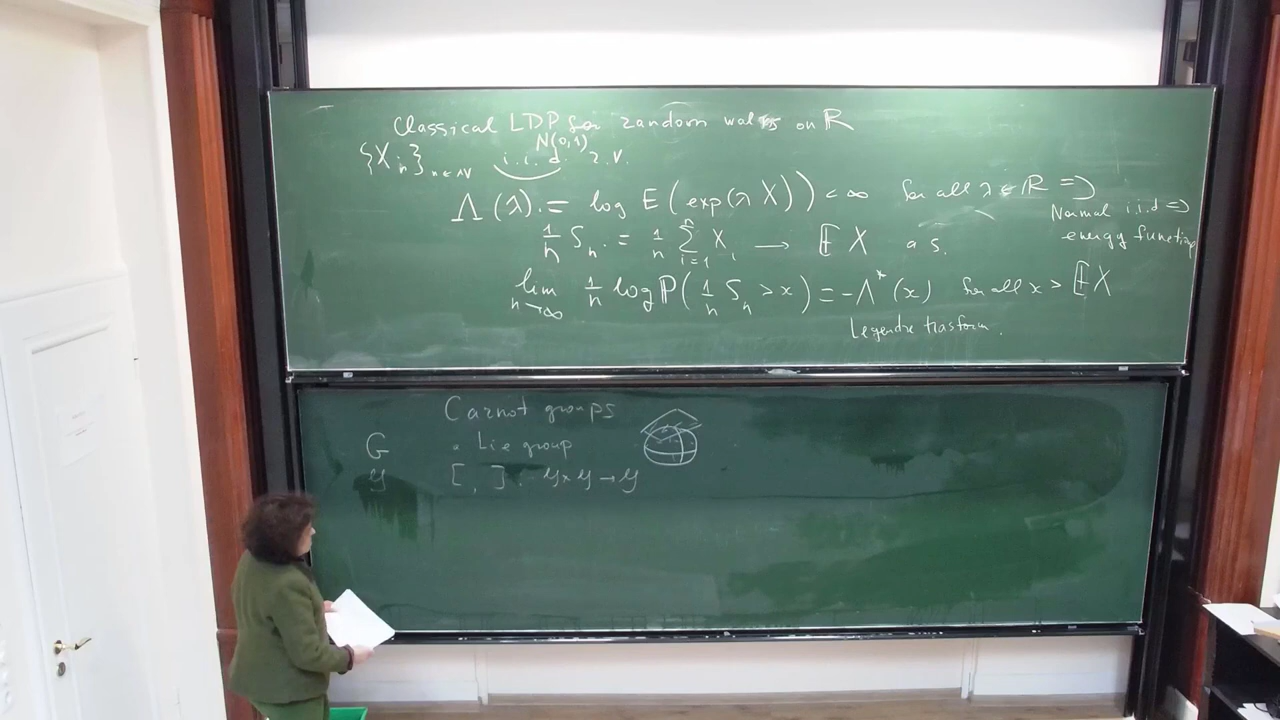 Classical LDP for random walks on ℝ
N(0,1)
{X_n}_{n∈ℕ} i.i.d. r.v.
Λ(λ) = log E(exp(λX)) < ∞ for all λ ∈ ℝ ⇒
Normal i.i.d ⇒
energy function
1/n S_n = 1/n ∑_{i=1}^{n} X_i → 𝔼X a.s.
lim_{n→∞} 1/n log ℙ(1/n S_n > x) = -Λ*(x) for all x > 𝔼X
Legendre trasform.
Carnot groups
G a Lie group
𝔤 [ , ] : 𝔤 × 𝔤 → 𝔤